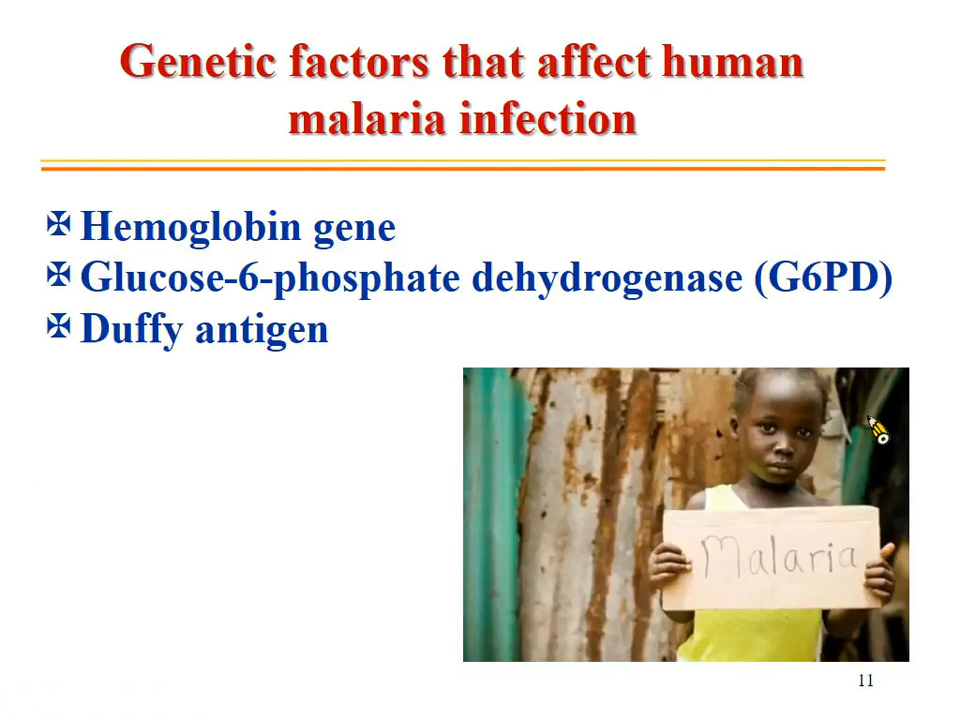 Genetic factors that affect human
malaria infection
Hemoglobin gene
Glucose-6-phosphate dehydrogenase (G6PD)
Duffy antigen
Malaria
11